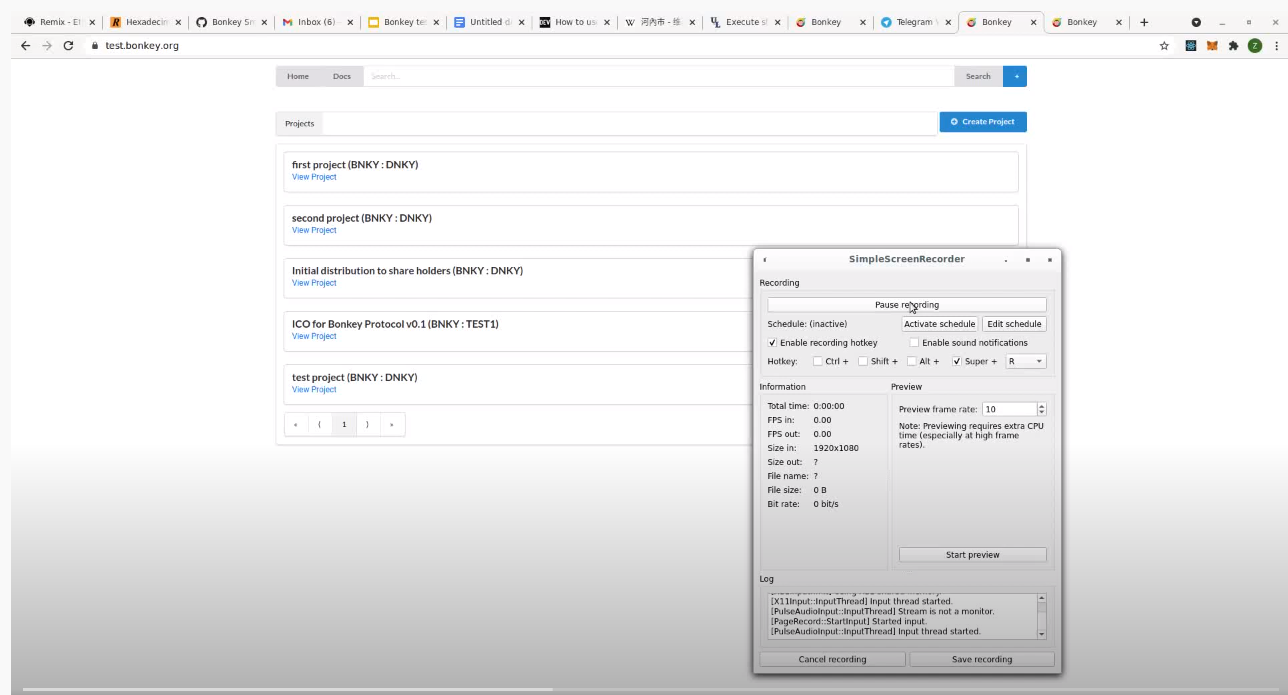 Remix - Et
Hexadecim
Bonkey Sm
Inbox (6) -
Bonkey tes
Untitled d
DEV How to us
W 河內市 - 维
Execute sh
Bonkey
Telegram
Bonkey
Bonkey
test.bonkey.org
Z
Home Docs Search... Search +
Projects Create Project
first project (BNKY : DNKY)
View Project
second project (BNKY : DNKY)
View Project
Initial distribution to share holders (BNKY : DNKY)
View Project
ICO for Bonkey Protocol v0.1 (BNKY : TEST1)
View Project
test project (BNKY : DNKY)
View Project
« ⟨ 1 ⟩ »
SimpleScreenRecorder
Recording
Pause recording
Schedule: (inactive) Activate schedule Edit schedule
Enable recording hotkey Enable sound notifications
Hotkey: Ctrl + Shift + Alt + Super + R
Information
Total time: 0:00:00
FPS in: 0.00
FPS out: 0.00
Size in: 1920x1080
Size out: ?
File name: ?
File size: 0 B
Bit rate: 0 bit/s
Preview
Preview frame rate: 10
Note: Previewing requires extra CPU
time (especially at high frame
rates).
Start preview
Log
[X11Input::InputThread] Input thread started.
[PulseAudioInput::InputThread] Stream is not a monitor.
[PageRecord::StartInput] Started input.
[PulseAudioInput::InputThread] Input thread started.
Cancel recording Save recording